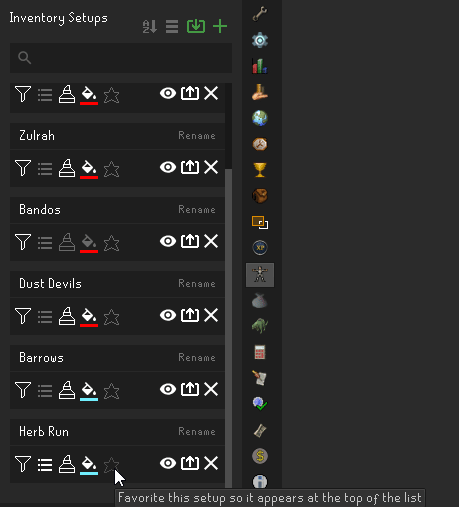 Inventory Setups
Zulrah
Rename
Bandos
Rename
Dust Devils
Rename
Barrows
Rename
Herb Run
Rename
Favorite this setup so it appears at the top of the list